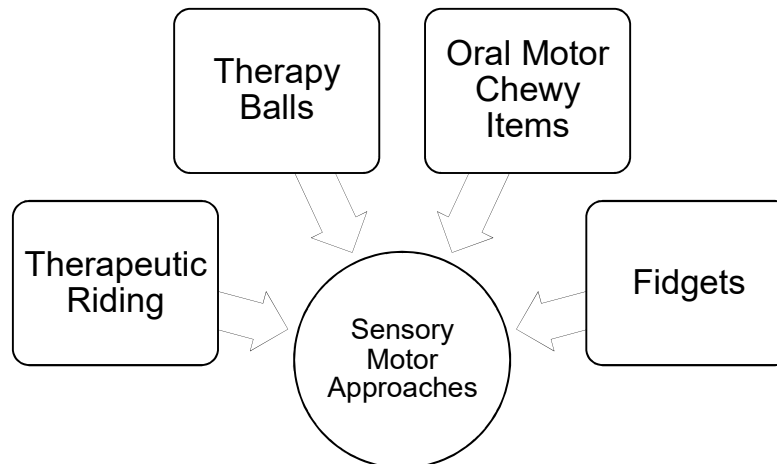 Therapy
Balls
Oral Motor
Chewy
Items
Therapeutic
Riding
Fidgets
Sensory
Motor
Approaches